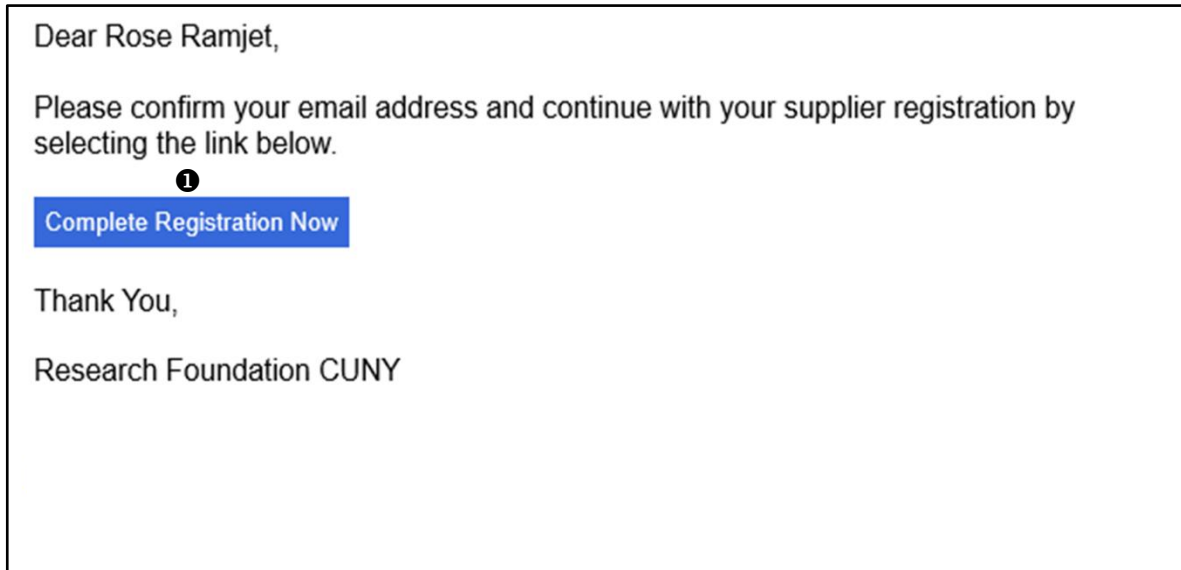 Dear Rose Ramjet,
Please confirm your email address and continue with your supplier registration by
selecting the link below.
❶
Complete Registration Now
Thank You,
Research Foundation CUNY